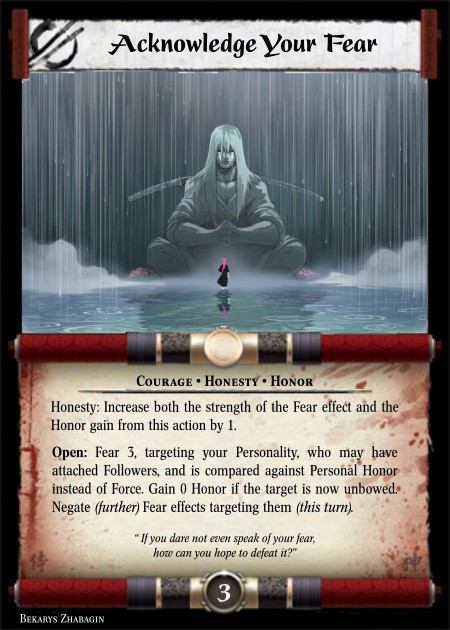 Acknowledge Your Fear
Courage • Honesty • Honor
Honesty: Increase both the strength of the Fear effect and the
Honor gain from this action by 1.
Open: Fear 3, targeting your Personality, who may have
attached Followers, and is compared against Personal Honor
instead of Force. Gain 0 Honor if the target is now unbowed.
Negate (further) Fear effects targeting them (this turn).
“If you dare not even speak of your fear,
how can you hope to defeat it?”
3
Bekarys Zhabagin